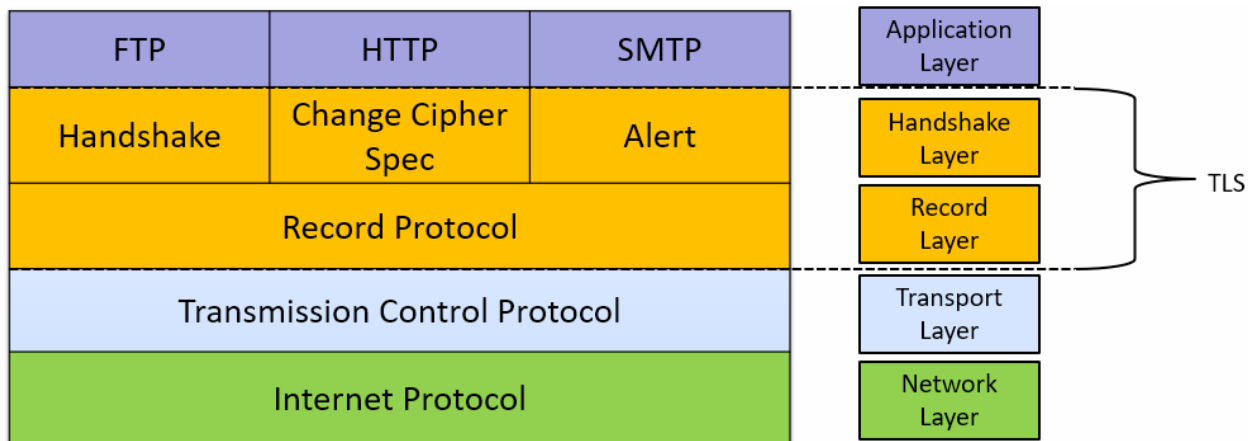 FTP
HTTP
SMTP
Application
Layer
Handshake
Change Cipher
Spec
Alert
Handshake
Layer
TLS
Record Protocol
Record
Layer
Transmission Control Protocol
Transport
Layer
Internet Protocol
Network
Layer